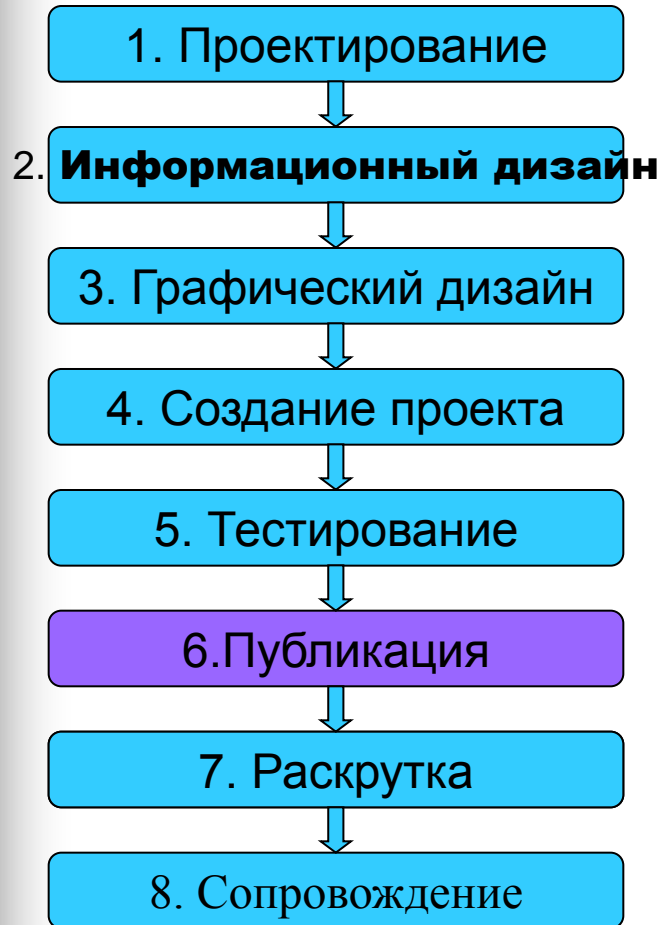 1. Проектирование
2. Информационный дизайн
3. Графический дизайн
4. Создание проекта
5. Тестирование
6.Публикация
7. Раскрутка
8. Сопровождение